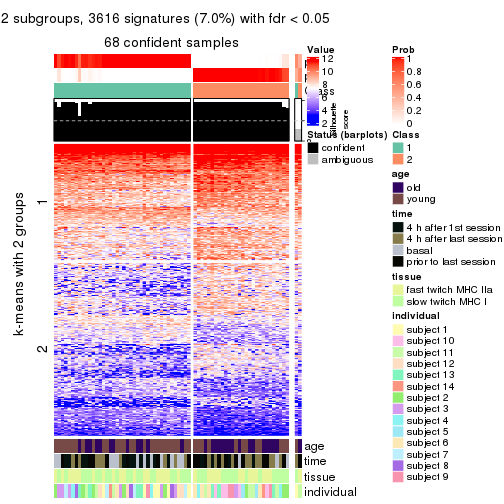 2 subgroups, 3616 signatures (7.0%) with fdr < 0.05
68 confident samples
k-means with 2 groups
1
2
Class
Silhouette
score
age
time
tissue
individual
Value
12
10
8
6
4
2
Status (barplots)
confident
ambiguous
Prob
1
0.8
0.6
0.4
0.2
0
Class
1
2
age
old
young
time
4 h after 1st session
4 h after last session
basal
prior to last session
tissue
fast twitch MHC IIa
slow twitch MHC I
individual
subject 1
subject 10
subject 11
subject 12
subject 13
subject 14
subject 2
subject 3
subject 4
subject 5
subject 6
subject 7
subject 8
subject 9